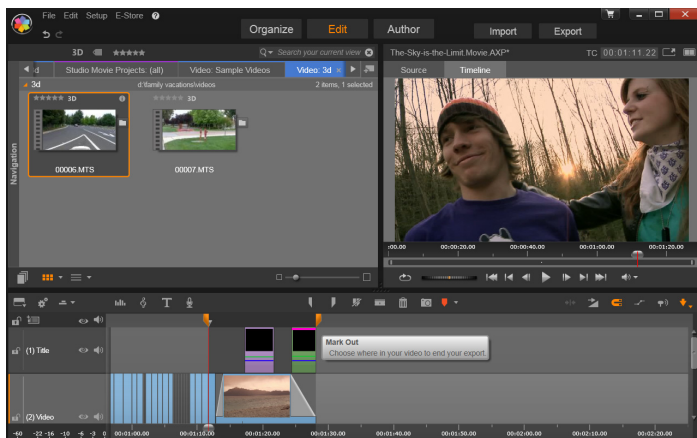 File Edit Setup E-Store ?
Organize Edit Author Import Export
3D ★★★★★ Search your current view
The-Sky-is-the-Limit.Movie.AXP* TC 00:01:11.22
d Studio Movie Projects: (all) Video: Sample Videos Video: 3d ×
Source Timeline
3d d:\family vacations\videos 2 items, 1 selected
3D 3D
00006.MTS 00007.MTS
Navigation
:00.00 00:00:20.00 00:00:40.00 00:01:00.00 00:01:20.00
T
(1) Title
Mark Out
Choose where in your video to end your export.
(2) Video
-60 -22 -16 -10 -6 -3 0 00:01:00.00 00:01:10.00 00:01:20.00 00:01:30.00 00:01:40.00 00:01:50.00 00:02:00.00 00:02:10.00 00:02:20.00